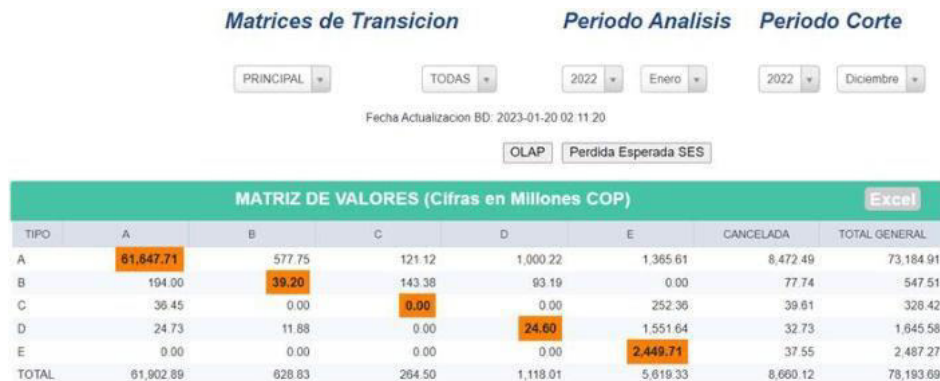 Matrices de Transicion Periodo Analisis Periodo Corte
PRINCIPAL TODAS 2022 Enero 2022 Diciembre
Fecha Actualizacion BD: 2023-01-20 02:11:20
OLAP Perdida Esperada SES
MATRIZ DE VALORES (Cifras en Millones COP) Excel
TIPO A B C D E CANCELADA TOTAL GENERAL
A 61,647.71 577.75 121.12 1,000.22 1,365.61 8,472.49 73,184.91
B 194.00 39.20 143.38 93.19 0.00 77.74 547.51
C 36.45 0.00 0.00 0.00 252.36 39.61 328.42
D 24.73 11.88 0.00 24.60 1,551.64 32.73 1,645.58
E 0.00 0.00 0.00 0.00 2,449.71 37.55 2,487.27
TOTAL 61,902.89 628.83 264.50 1,118.01 5,619.33 8,660.12 78,193.69